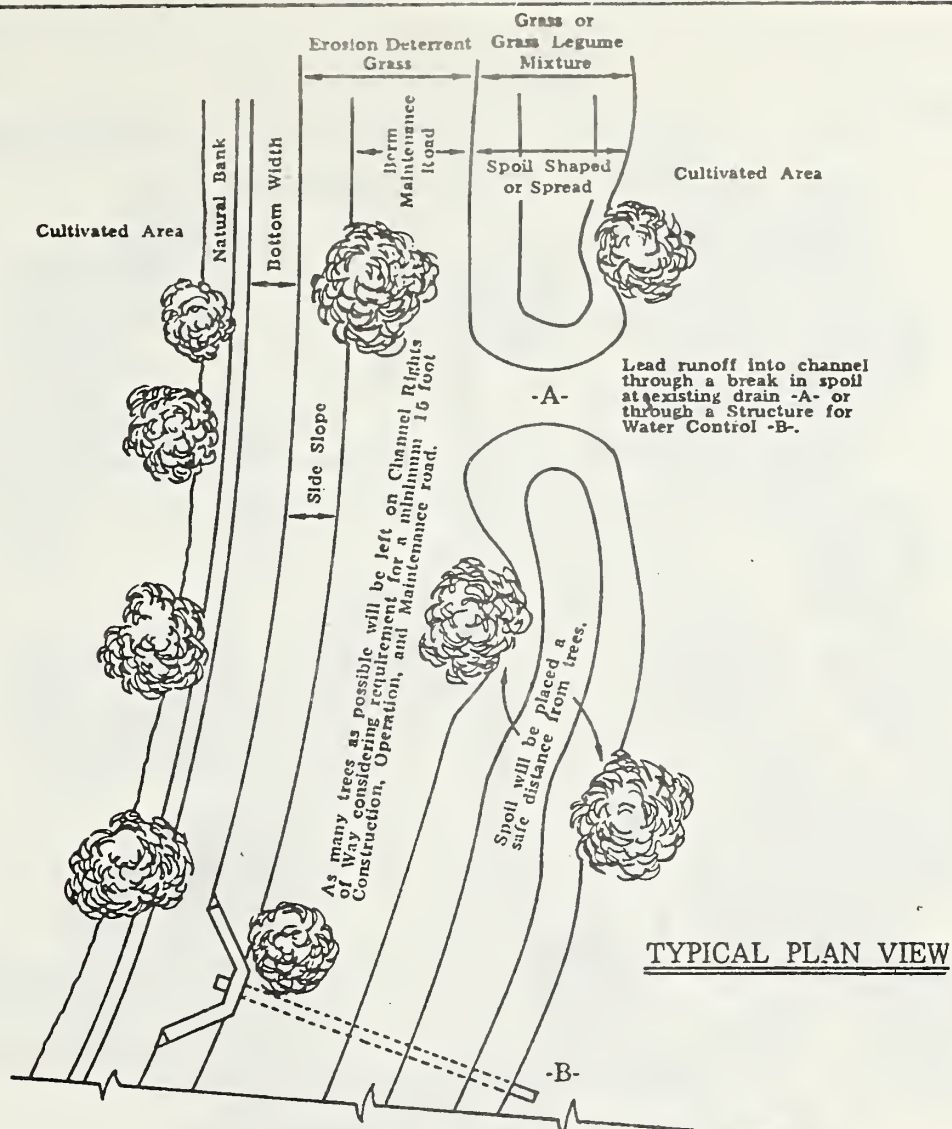 Grass or
Grass Legume
Mixture
Erosion Deterrent
Grass
Natural Bank
Bottom Width
Berm
Maintenance
Road
Spoil Shaped
or Spread
Cultivated Area
Cultivated Area
Side Slope
-A-
Lead runoff into channel
through a break in spoil
at existing drain -A- or
through a Structure for
Water Control -B-.
As many trees as possible will be left on Channel Rights
of Way considering requirement for a minimum 16 foot
Construction, Operation, and Maintenance road.
Spoil will be placed a
safe distance from trees.
TYPICAL PLAN VIEW
-B-